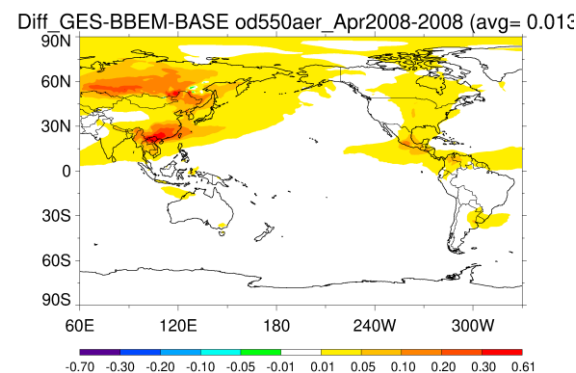 Diff_GES-BBEM-BASE od550aer_Apr2008-2008 (avg= 0.013
90N
60N
30N
0
30S
60S
90S
60E 120E 180 240W 300W
-0.70 -0.30 -0.20 -0.10 -0.05 -0.01 0.01 0.05 0.10 0.20 0.30 0.61